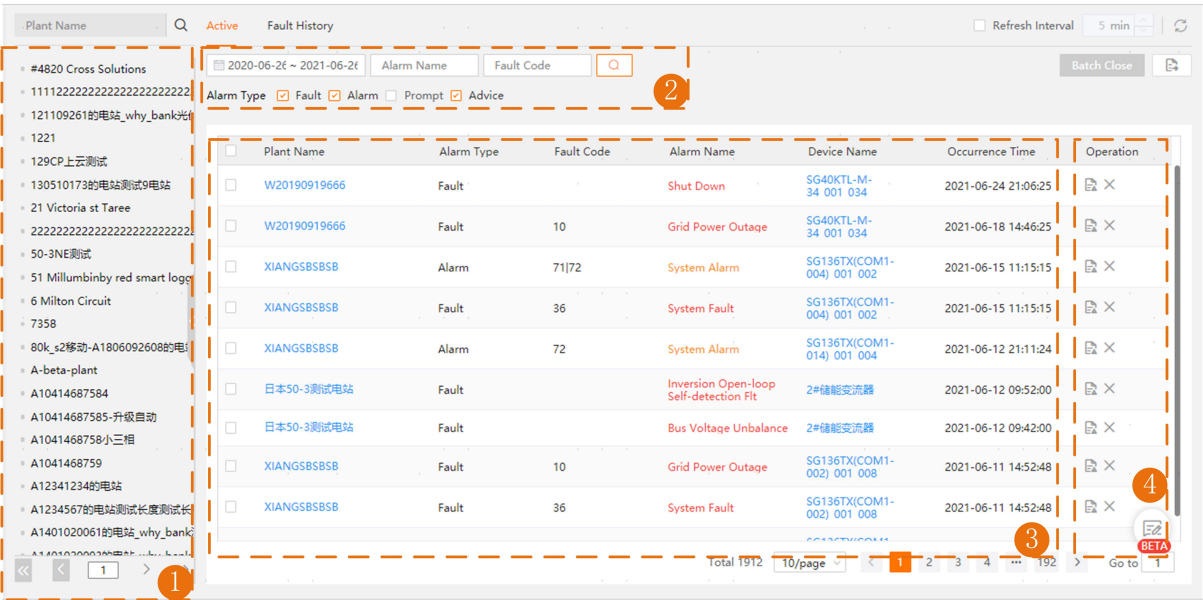 Plant Name
Active
Fault History
Refresh Interval
5 min
#4820 Cross Solutions
121109261的电站_why_bank光
1221
129CP上云测试
130510173的电站测试9电站
21 Victoria st Taree
50-3NE测试
51 Millumbinby red smart logg
6 Milton Circuit
7358
80k_s2移动-A1806092608的电
A-beta-plant
A10414687584
A10414687585-升级自动
A1041468758小三相
A1041468759
A12341234的电站
A1234567的电站测试长度测试长
A1401020061的电站_why_bank
1
1
2020-06-26 ~ 2021-06-26
Alarm Name
Fault Code
Batch Close
Alarm Type
Fault
Alarm
Prompt
Advice
2
Plant Name Alarm Type Fault Code Alarm Name Device Name Occurrence Time Operation
W20190919666 Fault Shut Down SG40KTL-M-
34 001 034 2021-06-24 21:06:25
W20190919666 Fault 10 Grid Power Outage SG40KTL-M-
34 001 034 2021-06-18 14:46:25
XIANGSBSBSB Alarm 71|72 System Alarm SG136TX(COM1-
004) 001 002 2021-06-15 11:15:15
XIANGSBSBSB Fault 36 System Fault SG136TX(COM1-
004) 001 002 2021-06-15 11:15:15
XIANGSBSBSB Alarm 72 System Alarm SG136TX(COM1-
014) 001 004 2021-06-12 21:11:24
日本50-3测试电站 Fault Inversion Open-loop
Self-detection Flt 2#储能变流器 2021-06-12 09:52:00
日本50-3测试电站 Fault Bus Voltage Unbalance 2#储能变流器 2021-06-12 09:42:00
XIANGSBSBSB Fault 10 Grid Power Outage SG136TX(COM1-
002) 001 008 2021-06-11 14:52:48
XIANGSBSBSB Fault 36 System Fault SG136TX(COM1-
002) 001 008 2021-06-11 14:52:48
3
4
BETA
Total 1912
10/page
1 2 3 4 ··· 192
Go to 1